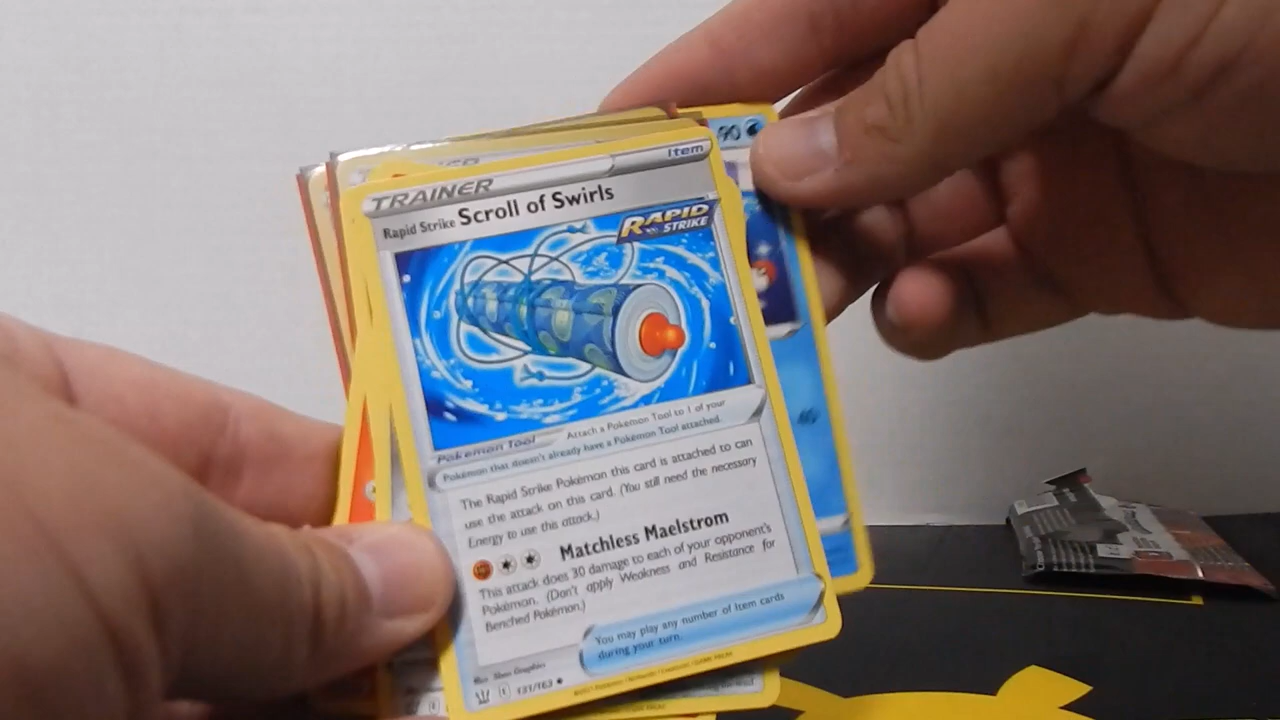 90
TRAINER
Item
Rapid Strike Scroll of Swirls
RAPID
STRIKE
Pokémon Tool
Attach a Pokémon Tool to 1 of your
Pokémon that doesn't already have a Pokémon Tool attached.
The Rapid Strike Pokémon this card is attached to can
use the attack on this card. (You still need the necessary
Energy to use this attack.)
Matchless Maelstrom
This attack does 30 damage to each of your opponent's
Pokémon. (Don't apply Weakness and Resistance for
Benched Pokémon.)
You may play any number of Item cards
during your turn.
Illus. Studio Graphics
131/163